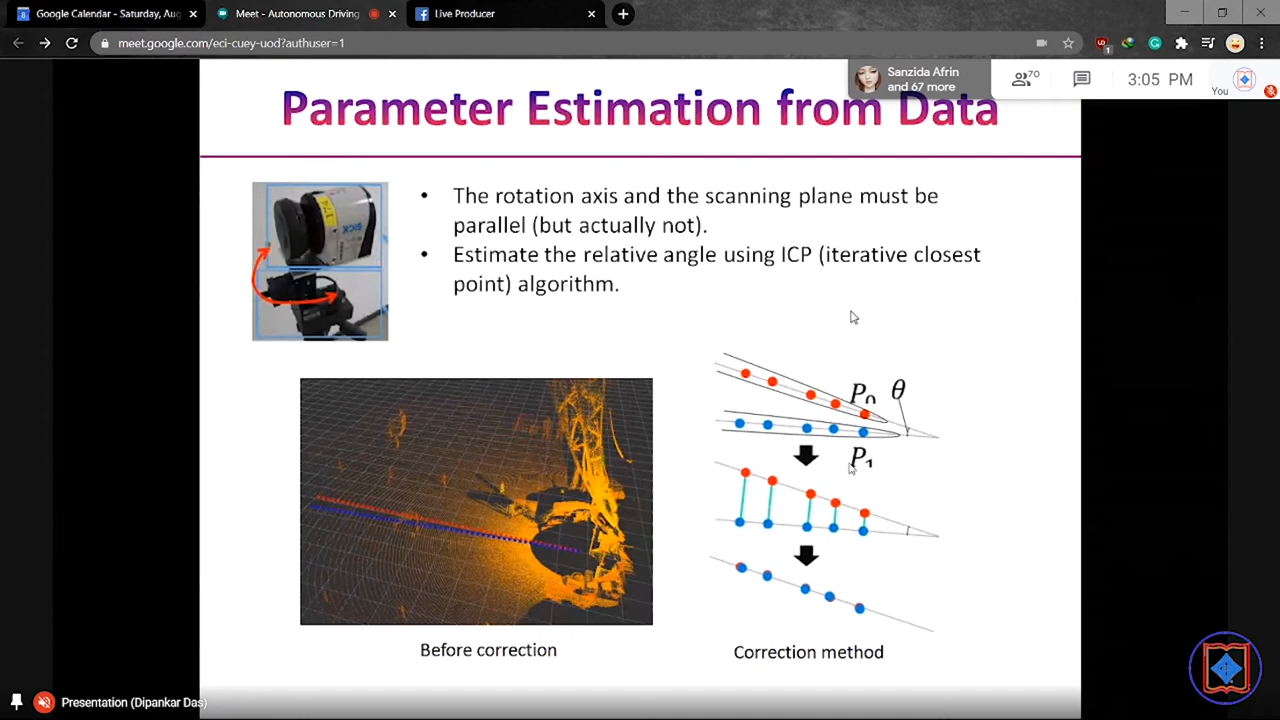 Google Calendar - Saturday, Aug
Meet - Autonomous Driving
Live Producer
meet.google.com/eci-cuey-uod?authuser=1
Sanzida Afrin
and 67 more
70
3:05 PM
You
Parameter Estimation from Data
• The rotation axis and the scanning plane must be
parallel (but actually not).
• Estimate the relative angle using ICP (iterative closest
point) algorithm.
SICK
P0 θ
P1
Before correction
Correction method
Presentation (Dipankar Das)